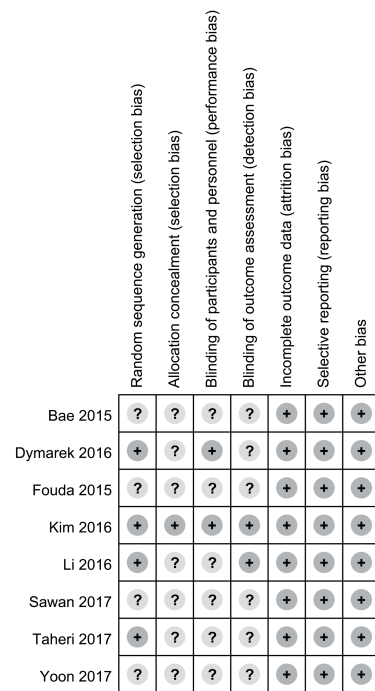 Random sequence generation (selection bias)
Allocation concealment (selection bias)
Blinding of participants and personnel (performance bias)
Blinding of outcome assessment (detection bias)
Incomplete outcome data (attrition bias)
Selective reporting (reporting bias)
Other bias
Bae 2015 ? ? ? ? + + +
Dymarek 2016 + ? + ? + + +
Fouda 2015 ? ? ? ? + + +
Kim 2016 + + + + + + +
Li 2016 + ? ? + + + +
Sawan 2017 ? ? ? ? + + +
Taheri 2017 + ? ? ? + + +
Yoon 2017 ? ? ? ? + + +